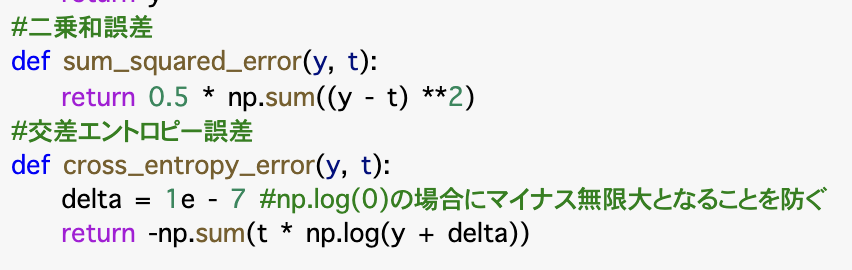 #二乗和誤差
def sum_squared_error(y, t):
    return 0.5 * np.sum((y - t) **2)
#交差エントロピー誤差
def cross_entropy_error(y, t):
    delta = 1e - 7 #np.log(0)の場合にマイナス無限大となることを防ぐ
    return -np.sum(t * np.log(y + delta))